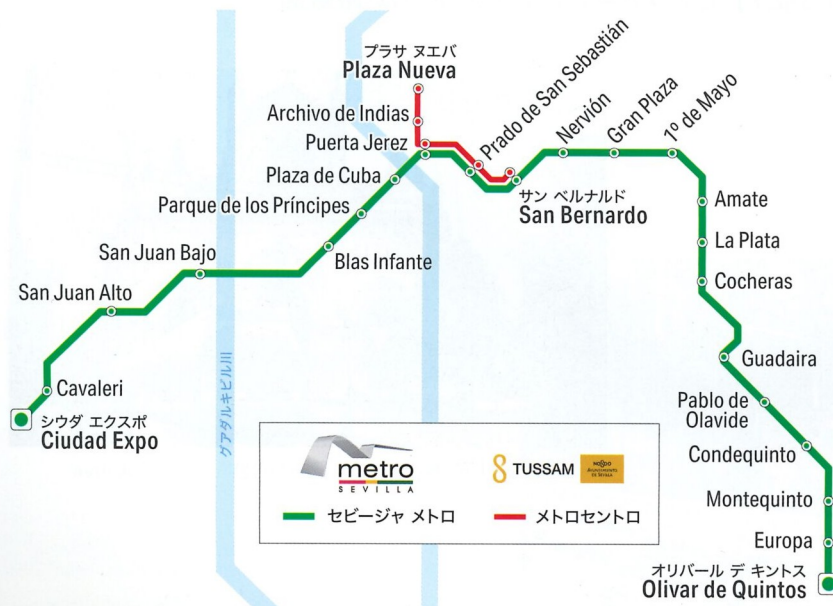 プラサ ヌエバ
Plaza Nueva
Archivo de Indias
Puerta Jerez
Plaza de Cuba
Parque de los Príncipes
Blas Infante
San Juan Bajo
San Juan Alto
Cavaleri
シウダ エクスポ
Ciudad Expo
グアダルキビル川
Prado de San Sebastián
サン ベルナルド
San Bernardo
Nervión
Gran Plaza
1º de Mayo
Amate
La Plata
Cocheras
Guadaira
Pablo de
Olavide
Condequinto
Montequinto
Europa
オリバール デ キントス
Olivar de Quintos
metro
SEVILLA
TUSSAM
NO8DO
AYUNTAMIENTO
DE SEVILLA
セビージャ メトロ
メトロセントロ